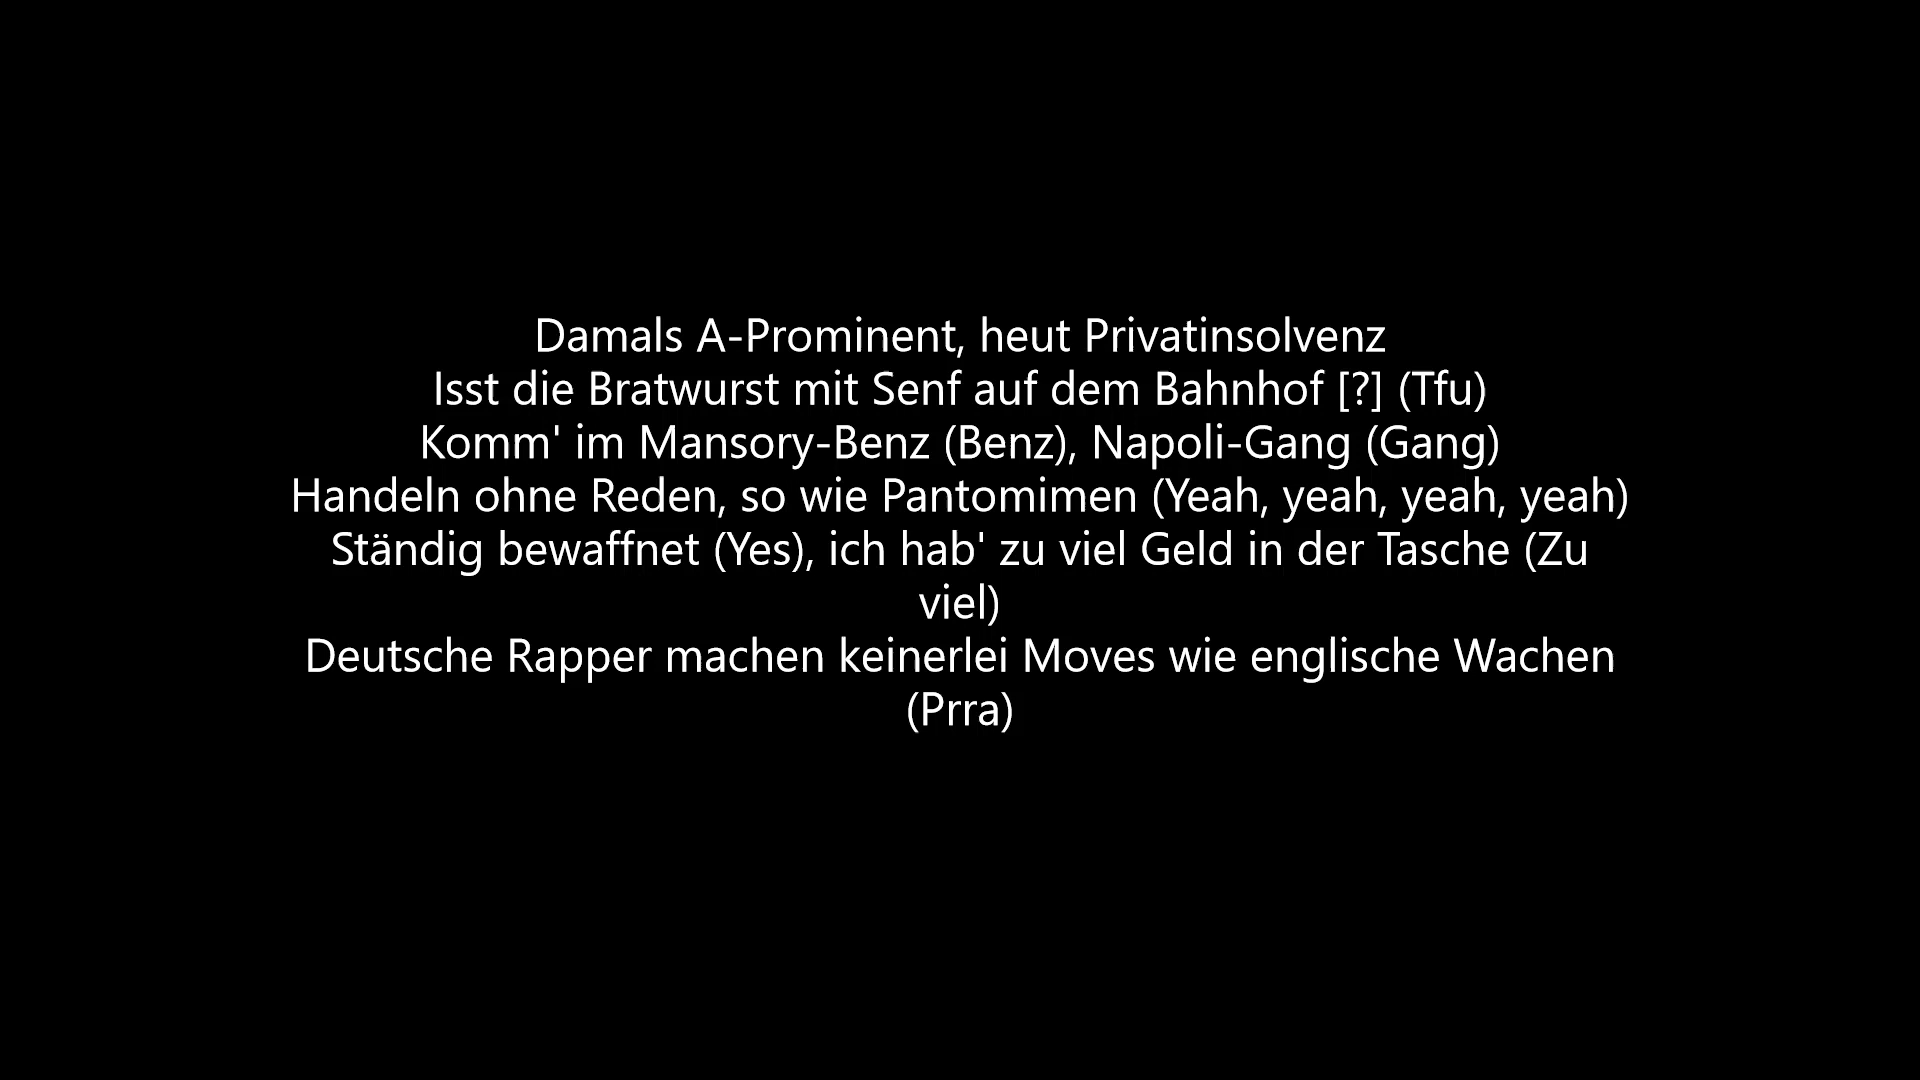 Damals A-Prominent, heut Privatinsolvenz
Isst die Bratwurst mit Senf auf dem Bahnhof [?] (Tfu)
Komm' im Mansory-Benz (Benz), Napoli-Gang (Gang)
Handeln ohne Reden, so wie Pantomimen (Yeah, yeah, yeah, yeah)
Ständig bewaffnet (Yes), ich hab' zu viel Geld in der Tasche (Zu
viel)
Deutsche Rapper machen keinerlei Moves wie englische Wachen
(Prra)